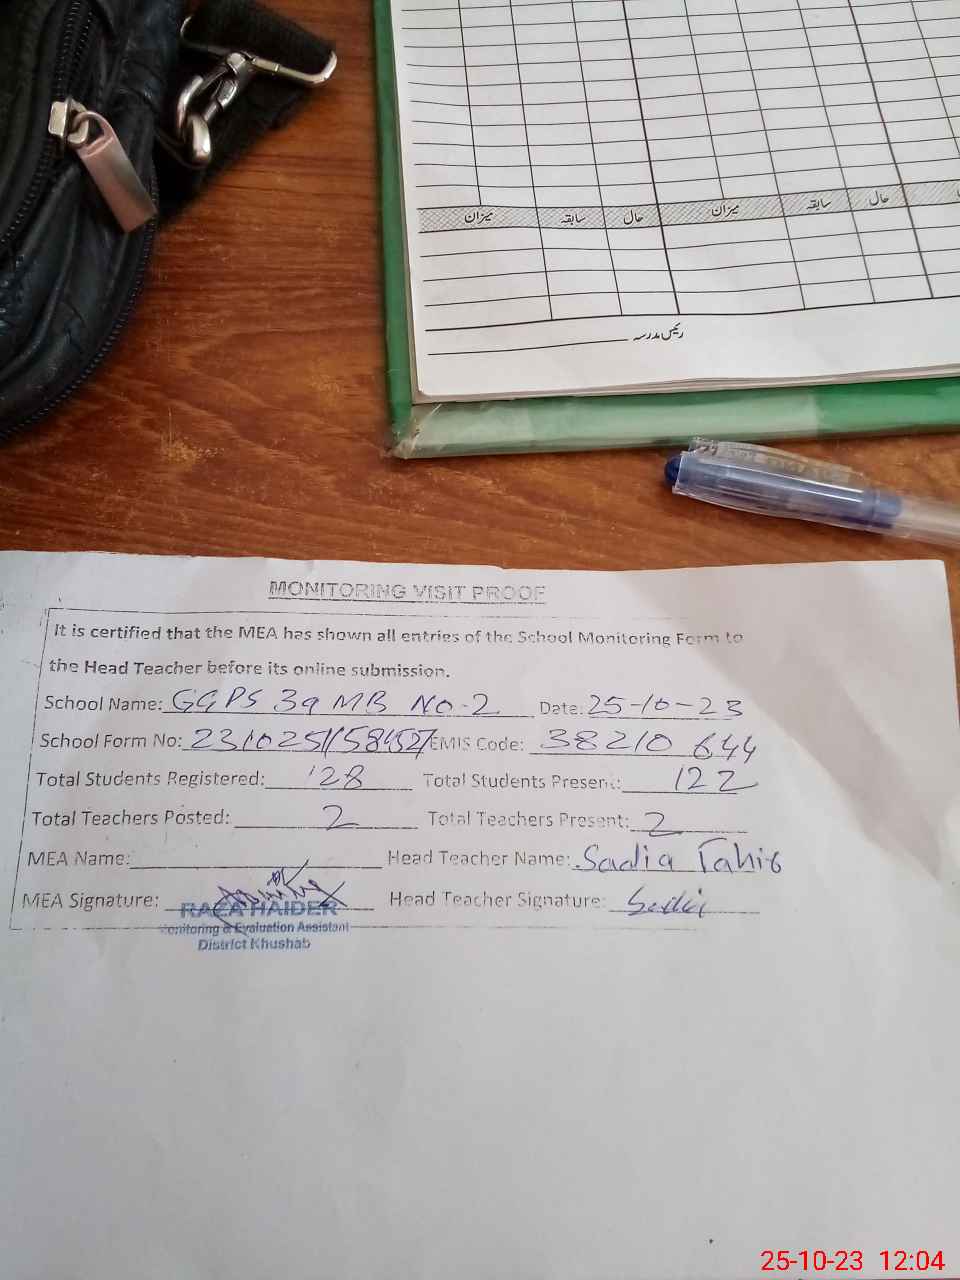 میزان سابقہ حال میزان سابقہ حال
رئیس مدرسہ
MONITORING VISIT PROOF
It is certified that the MEA has shown all entries of the School Monitoring Form to
the Head Teacher before its online submission.
School Name: GGPS 39 MB No-2 Date: 25-10-23
School Form No: EMIS Code: 38210 644
Total Students Registered: 128 Total Students Present: 122
Total Teachers Posted: 2 Total Teachers Present: 2
MEA Name: Head Teacher Name: Sadia Tahir
MEA Signature: Head Teacher Signature: Sadia
RAZA HAIDER
Monitoring & Evaluation Assistant
District Khushab
25-10-23 12:04